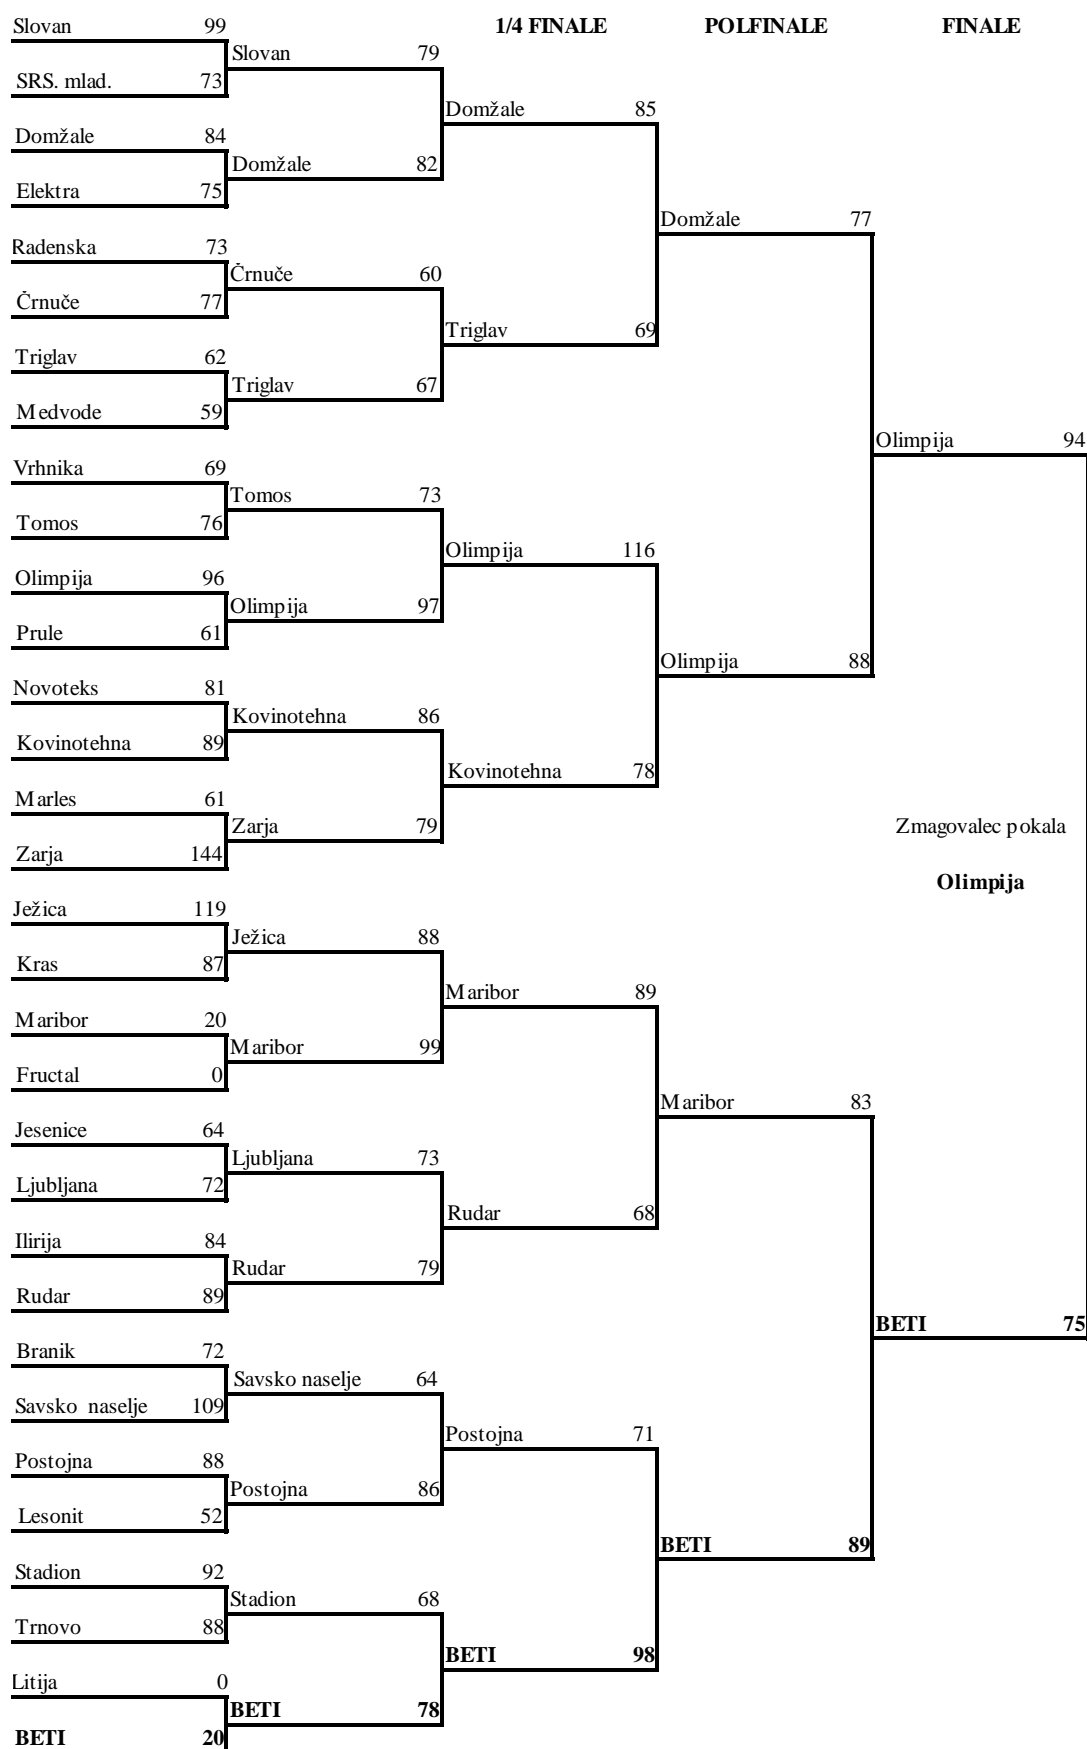 1/4 FINALE POLFINALE FINALE
Slovan 99
SRS. mlad. 73
Domžale 84
Elektra 75
Radenska 73
Črnuče 77
Triglav 62
Medvode 59
Vrhnika 69
Tomos 76
Olimpija 96
Prule 61
Novoteks 81
Kovinotehna 89
Marles 61
Zarja 144
Ježica 119
Kras 87
Maribor 20
Fructal 0
Jesenice 64
Ljubljana 72
Ilirija 84
Rudar 89
Branik 72
Savsko naselje 109
Postojna 88
Lesonit 52
Stadion 92
Trnovo 88
Litija 0
BETI 20
Slovan 79
Domžale 82
Črnuče 60
Triglav 67
Tomos 73
Olimpija 97
Kovinotehna 86
Zarja 79
Ježica 88
Maribor 99
Ljubljana 73
Rudar 79
Savsko naselje 64
Postojna 86
Stadion 68
BETI 78
Domžale 85
Triglav 69
Olimpija 116
Kovinotehna 78
Maribor 89
Rudar 68
Postojna 71
BETI 98
Domžale 77
Olimpija 88
Maribor 83
BETI 89
Olimpija 94
BETI 75
Zmagovalec pokala
Olimpija